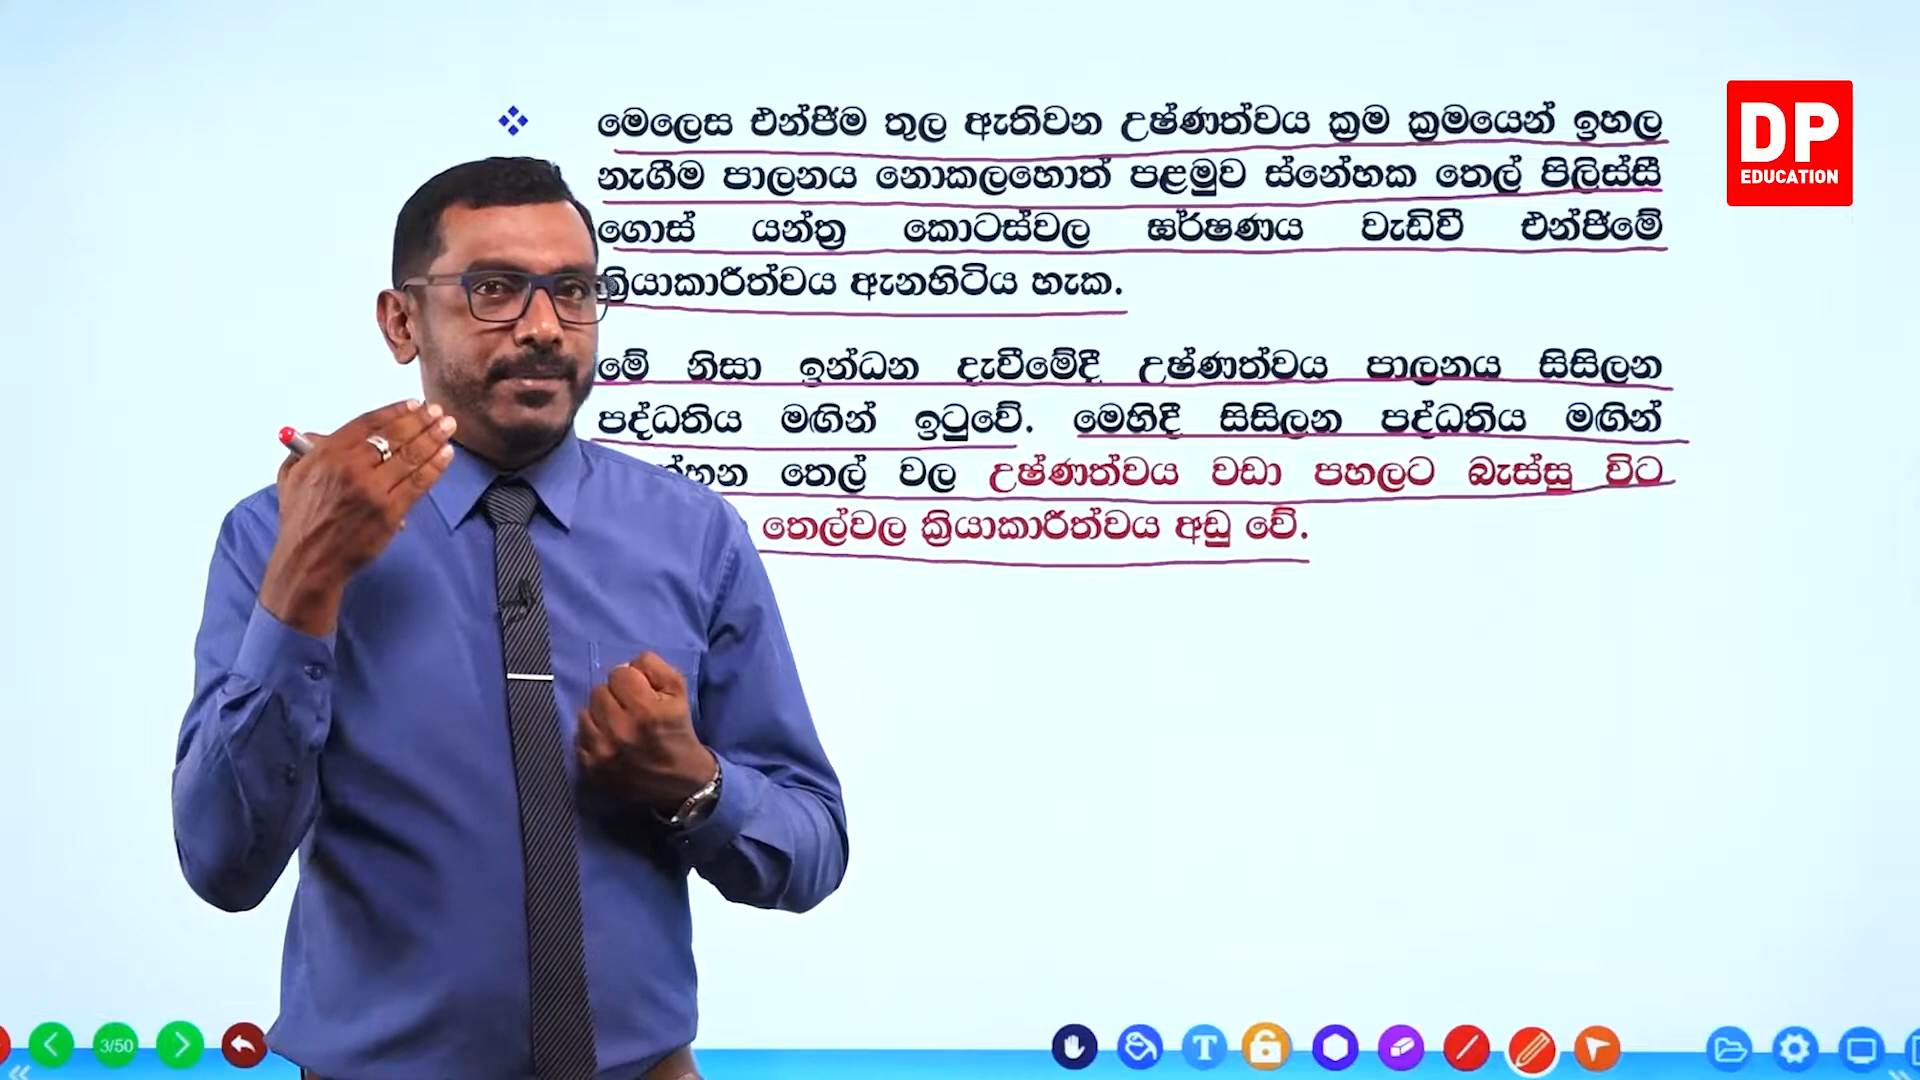 මෙලෙස එන්ජිම තුල ඇතිවන උෂ්ණත්වය ක්‍රම ක්‍රමයෙන් ඉහල
නැගීම පාලනය නොකලහොත් පළමුව ස්නේහක තෙල් පිලිස්සී
ගොස් යන්ත්‍ර කොටස්වල ඝර්ෂණය වැඩිවී එන්ජිමේ
ක්‍රියාකාරීත්වය ඇනහිටිය හැක.
මේ නිසා ඉන්ධන දැවීමේදී උෂ්ණත්වය පාලනය සිසිලන
පද්ධතිය මඟින් ඉටුවේ. මෙහිදී සිසිලන පද්ධතිය මඟින්
තෙල් වල උෂ්ණත්වය වඩා පහලට බැස්සු විට
තෙල්වල ක්‍රියාකාරීත්වය අඩු වේ.
DP
EDUCATION
3/50
T